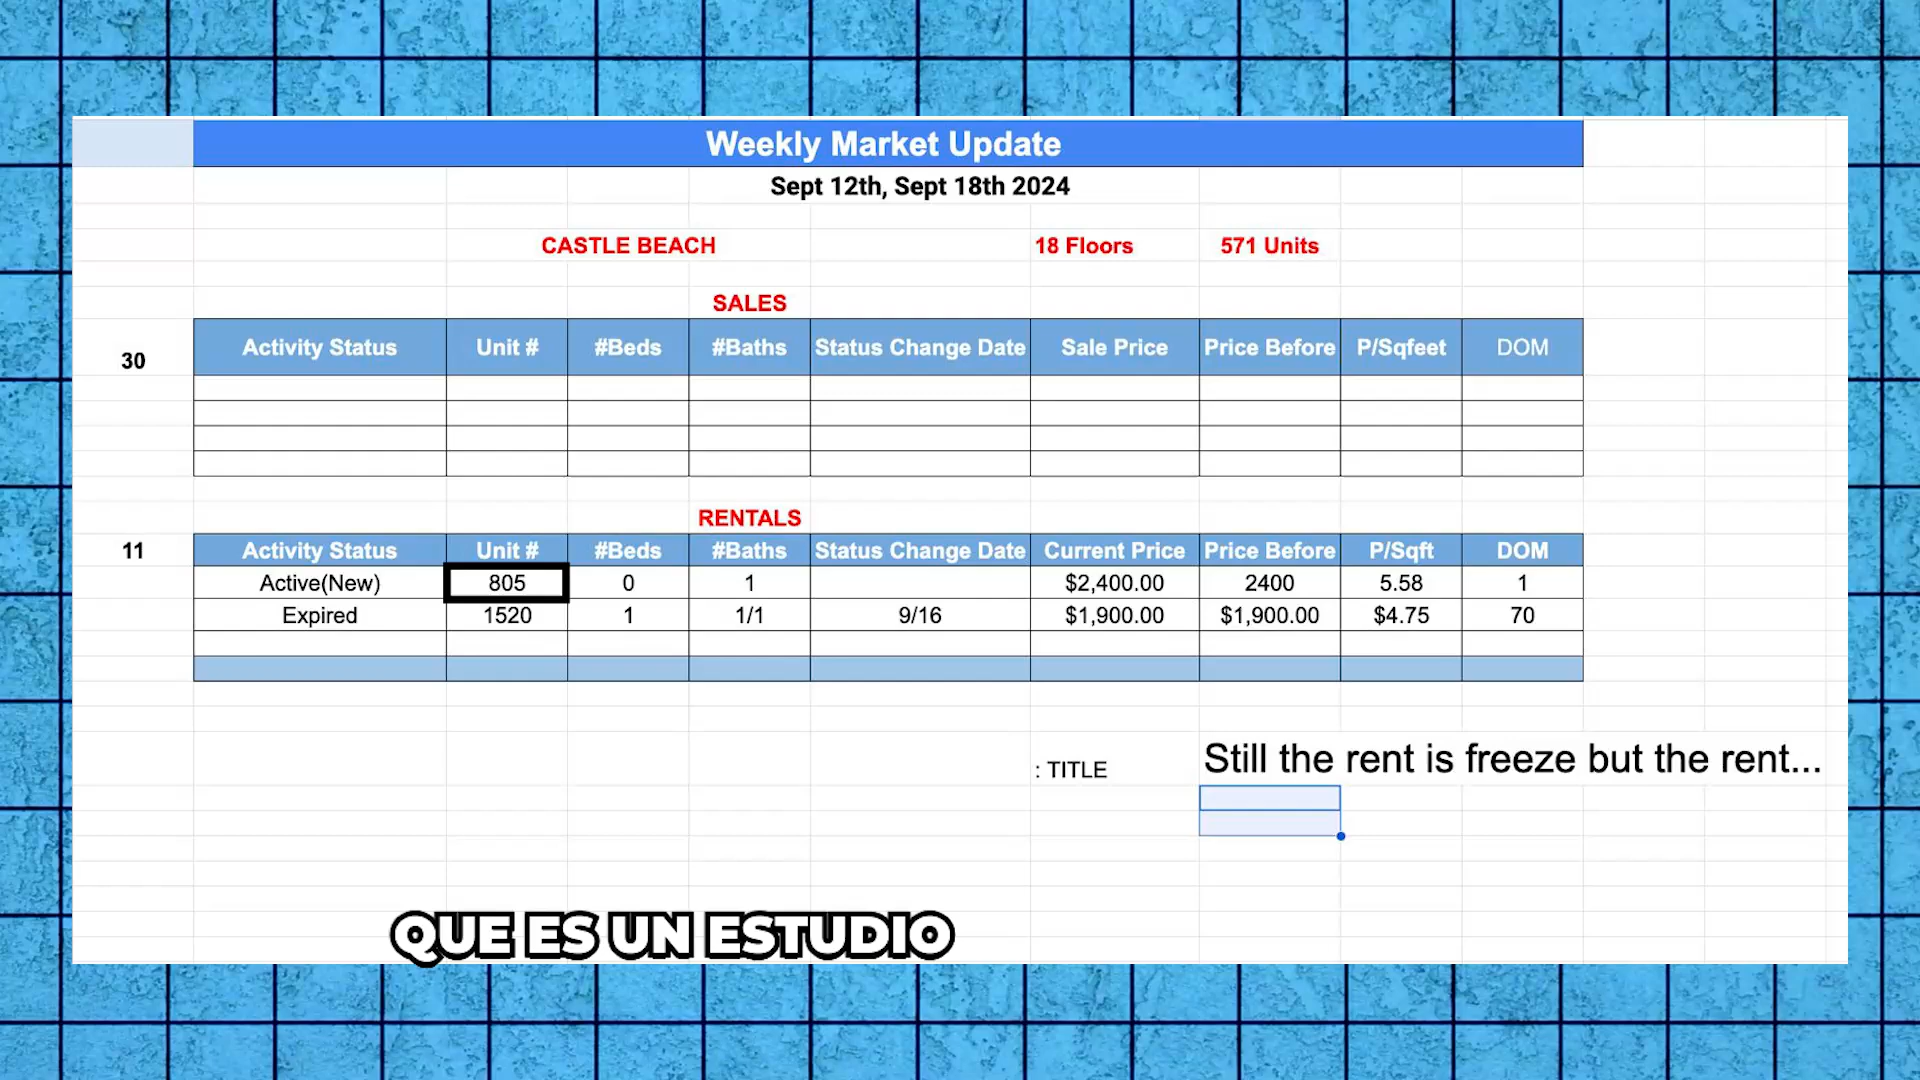 Weekly Market Update
Sept 12th, Sept 18th 2024
CASTLE BEACH 18 Floors 571 Units
SALES
30 Activity Status Unit # #Beds #Baths Status Change Date Sale Price Price Before P/Sqfeet DOM
RENTALS
11 Activity Status Unit # #Beds #Baths Status Change Date Current Price Price Before P/Sqft DOM
Active(New) 805 0 1 $2,400.00 2400 5.58 1
Expired 1520 1 1/1 9/16 $1,900.00 $1,900.00 $4.75 70
: TITLE Still the rent is freeze but the rent...
QUE ES UN ESTUDIO